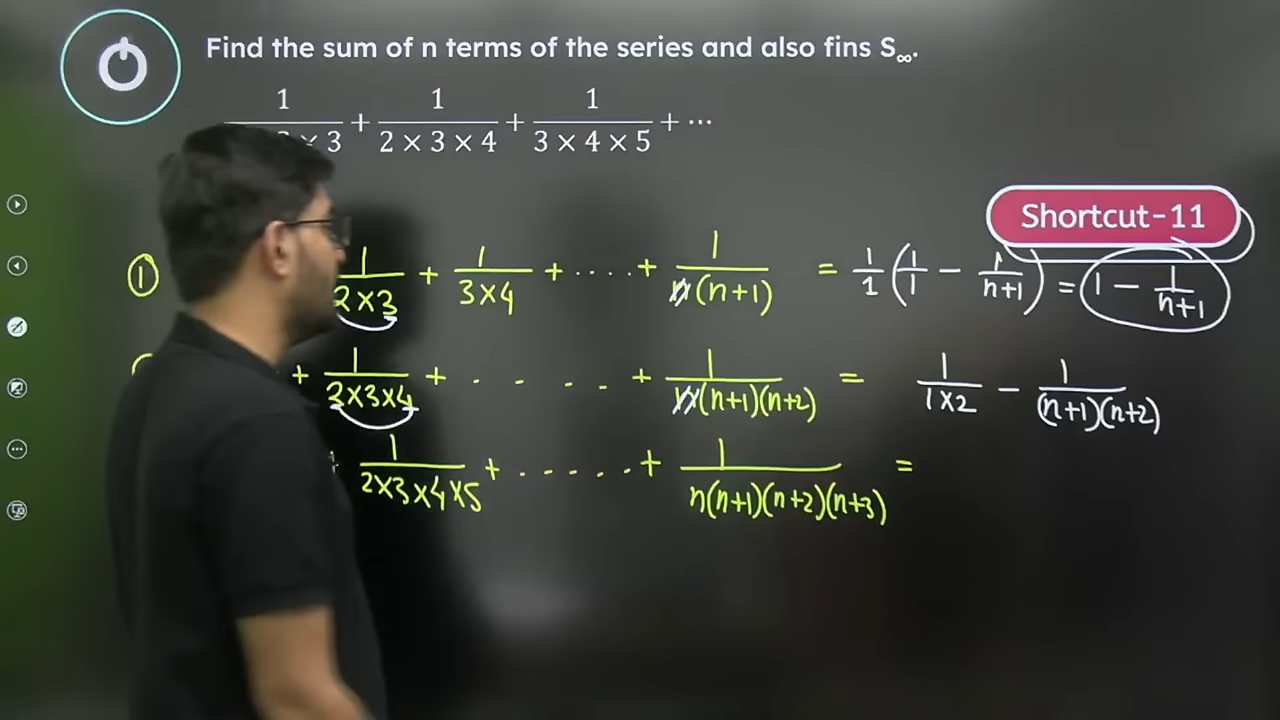 Find the sum of n terms of the series and also fins S∞.
× 3 + 1/(2 × 3 × 4) + 1/(3 × 4 × 5) + ⋯
Shortcut-11
① 1/(2×3) + 1/(3×4) + ....+ 1/(n(n+1)) = 1/1 (1/1 − 1/(n+1)) = 1 − 1/(n+1)
+ 1/(2×3×4) + . . . . + 1/(n(n+1)(n+2)) = 1/(1×2) − 1/((n+1)(n+2))
+ 1/(2×3×4×5) + ......+ 1/(n(n+1)(n+2)(n+3)) =